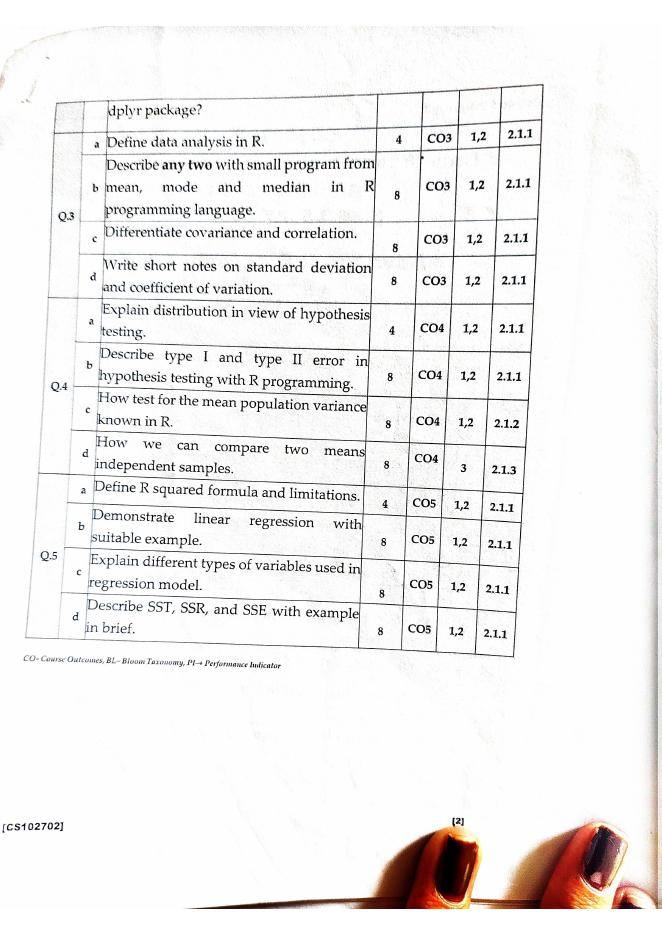 dplyr package?
Q.3
a Define data analysis in R. 4 CO3 1,2 2.1.1
b Describe any two with small program from
mean, mode and median in R
programming language. 8 CO3 1,2 2.1.1
c Differentiate covariance and correlation. 8 CO3 1,2 2.1.1
d Write short notes on standard deviation
and coefficient of variation. 8 CO3 1,2 2.1.1
Q.4
a Explain distribution in view of hypothesis
testing. 4 CO4 1,2 2.1.1
b Describe type I and type II error in
hypothesis testing with R programming. 8 CO4 1,2 2.1.1
c How test for the mean population variance
known in R. 8 CO4 1,2 2.1.2
d How we can compare two means
independent samples. 8 CO4 3 2.1.3
Q.5
a Define R squared formula and limitations. 4 CO5 1,2 2.1.1
b Demonstrate linear regression with
suitable example. 8 CO5 1,2 2.1.1
c Explain different types of variables used in
regression model. 8 CO5 1,2 2.1.1
d Describe SST, SSR, and SSE with example
in brief. 8 CO5 1,2 2.1.1
CO- Course Outcomes, BL- Bloom Taxonomy, PI→ Performance Indicator
[CS102702] [2]